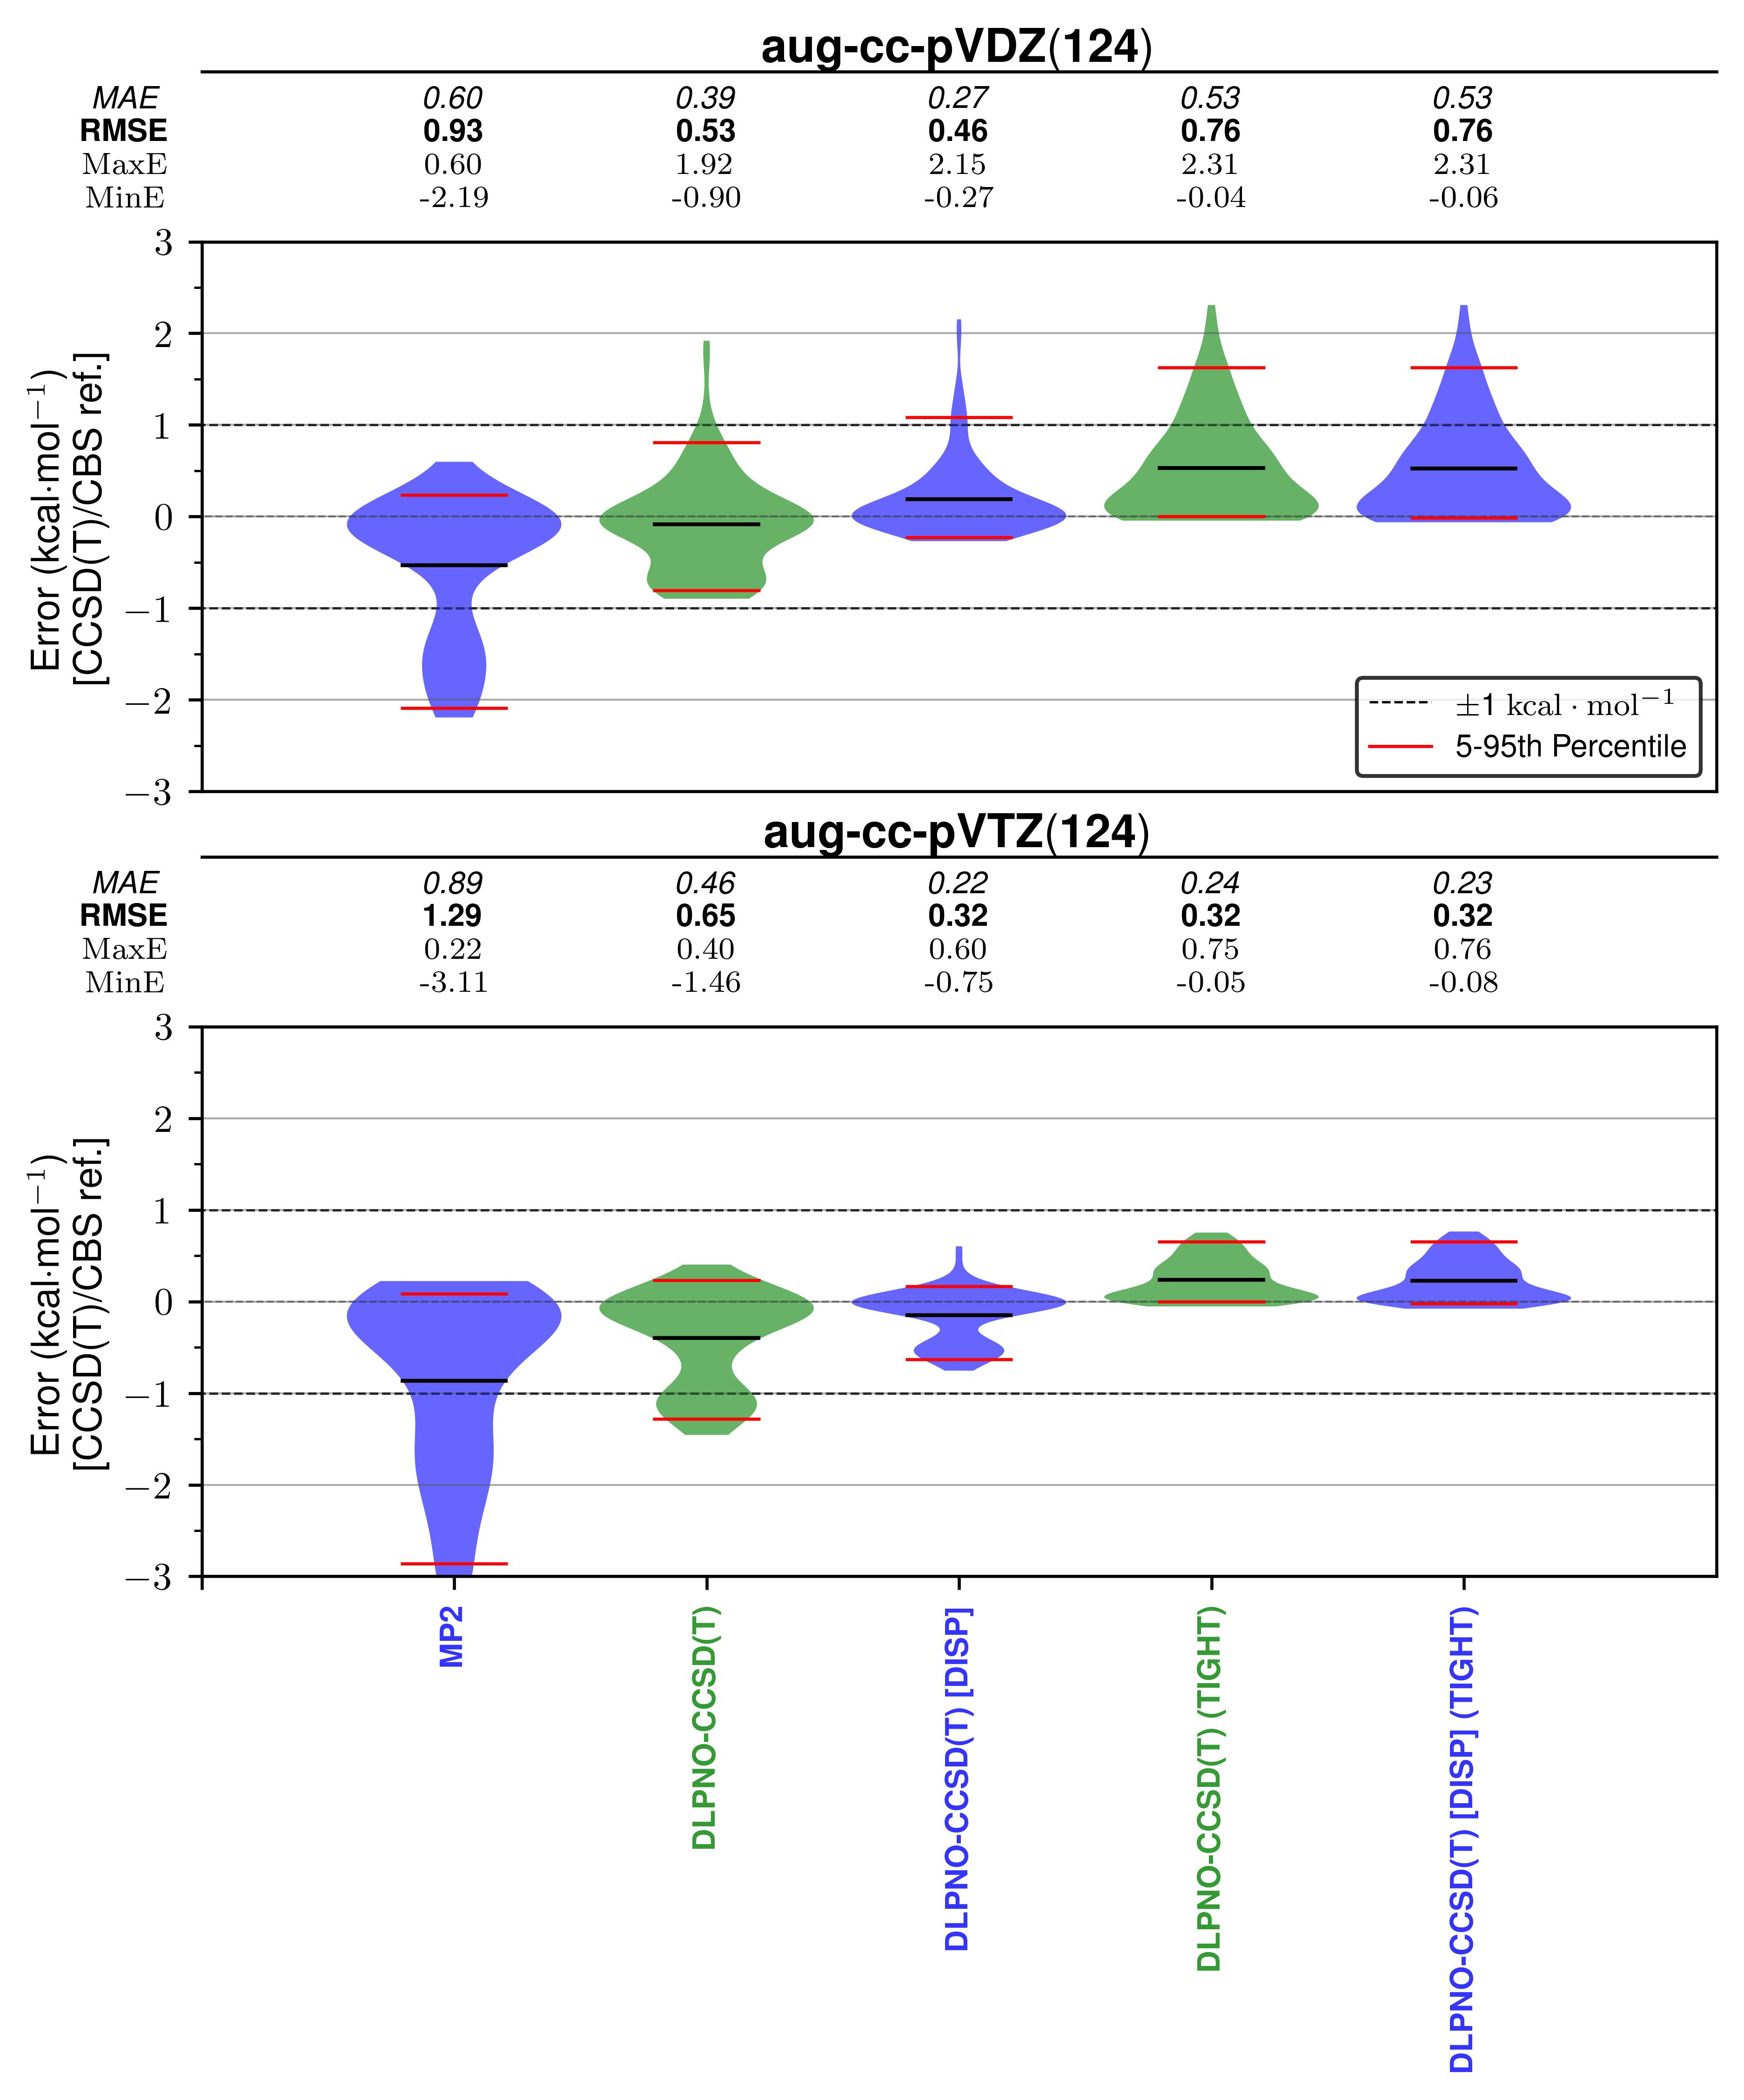 aug-cc-pVDZ(124)
MAE 0.60 0.39 0.27 0.53 0.53
RMSE 0.93 0.53 0.46 0.76 0.76
MaxE 0.60 1.92 2.15 2.31 2.31
MinE -2.19 -0.90 -0.27 -0.04 -0.06
Error (kcal·mol⁻¹)
[CCSD(T)/CBS ref.]
3
2
1
0
−1
−2
−3
±1 kcal · mol⁻¹
5-95th Percentile
aug-cc-pVTZ(124)
MAE 0.89 0.46 0.22 0.24 0.23
RMSE 1.29 0.65 0.32 0.32 0.32
MaxE 0.22 0.40 0.60 0.75 0.76
MinE -3.11 -1.46 -0.75 -0.05 -0.08
Error (kcal·mol⁻¹)
[CCSD(T)/CBS ref.]
3
2
1
0
−1
−2
−3
MP2
DLPNO-CCSD(T)
DLPNO-CCSD(T) [DISP]
DLPNO-CCSD(T) (TIGHT)
DLPNO-CCSD(T) [DISP] (TIGHT)